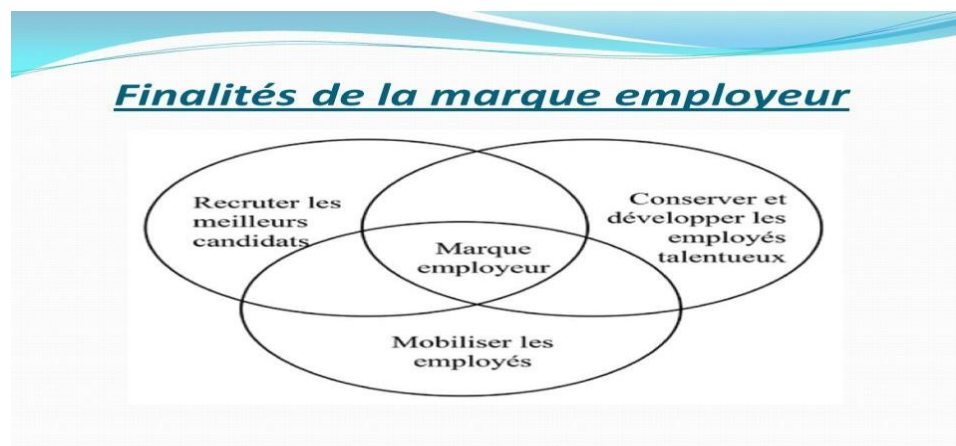 Finalités de la marque employeur
Recruter les
meilleurs
candidats
Conserver et
développer les
employés
talentueux
Marque
employeur
Mobiliser les
employés